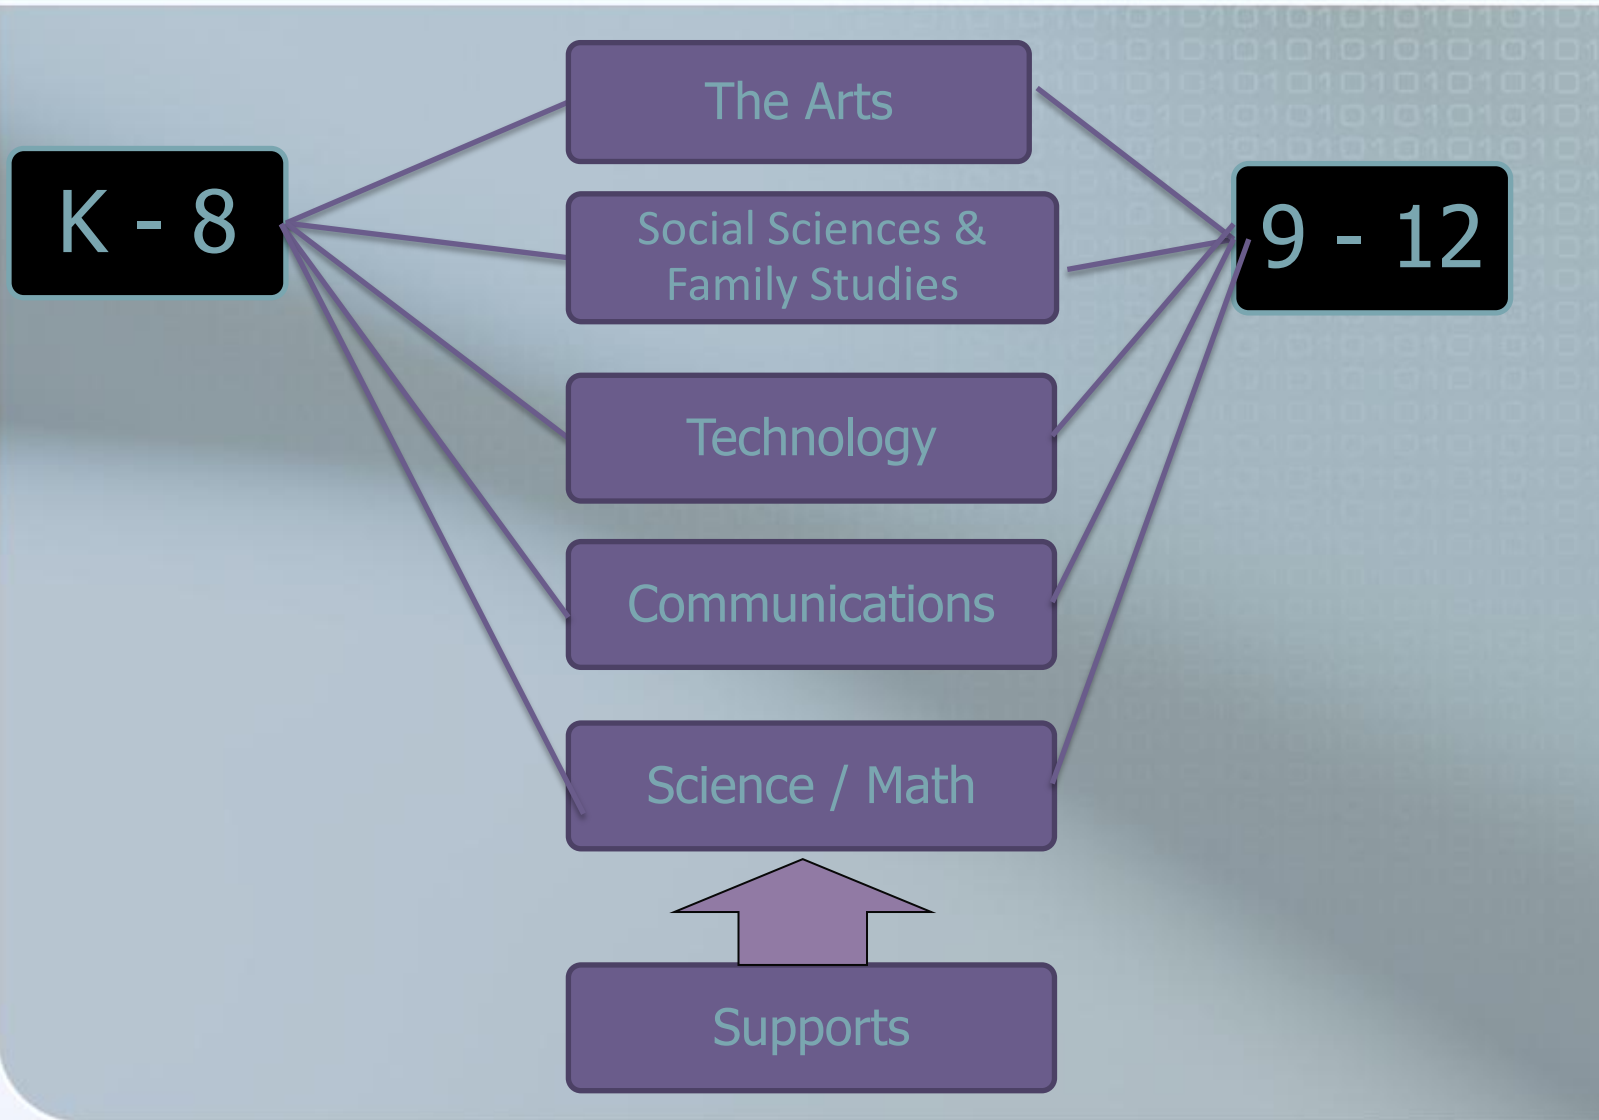 The Arts
K - 8
Social Sciences &
Family Studies
9 - 12
Technology
Communications
Science / Math
Supports